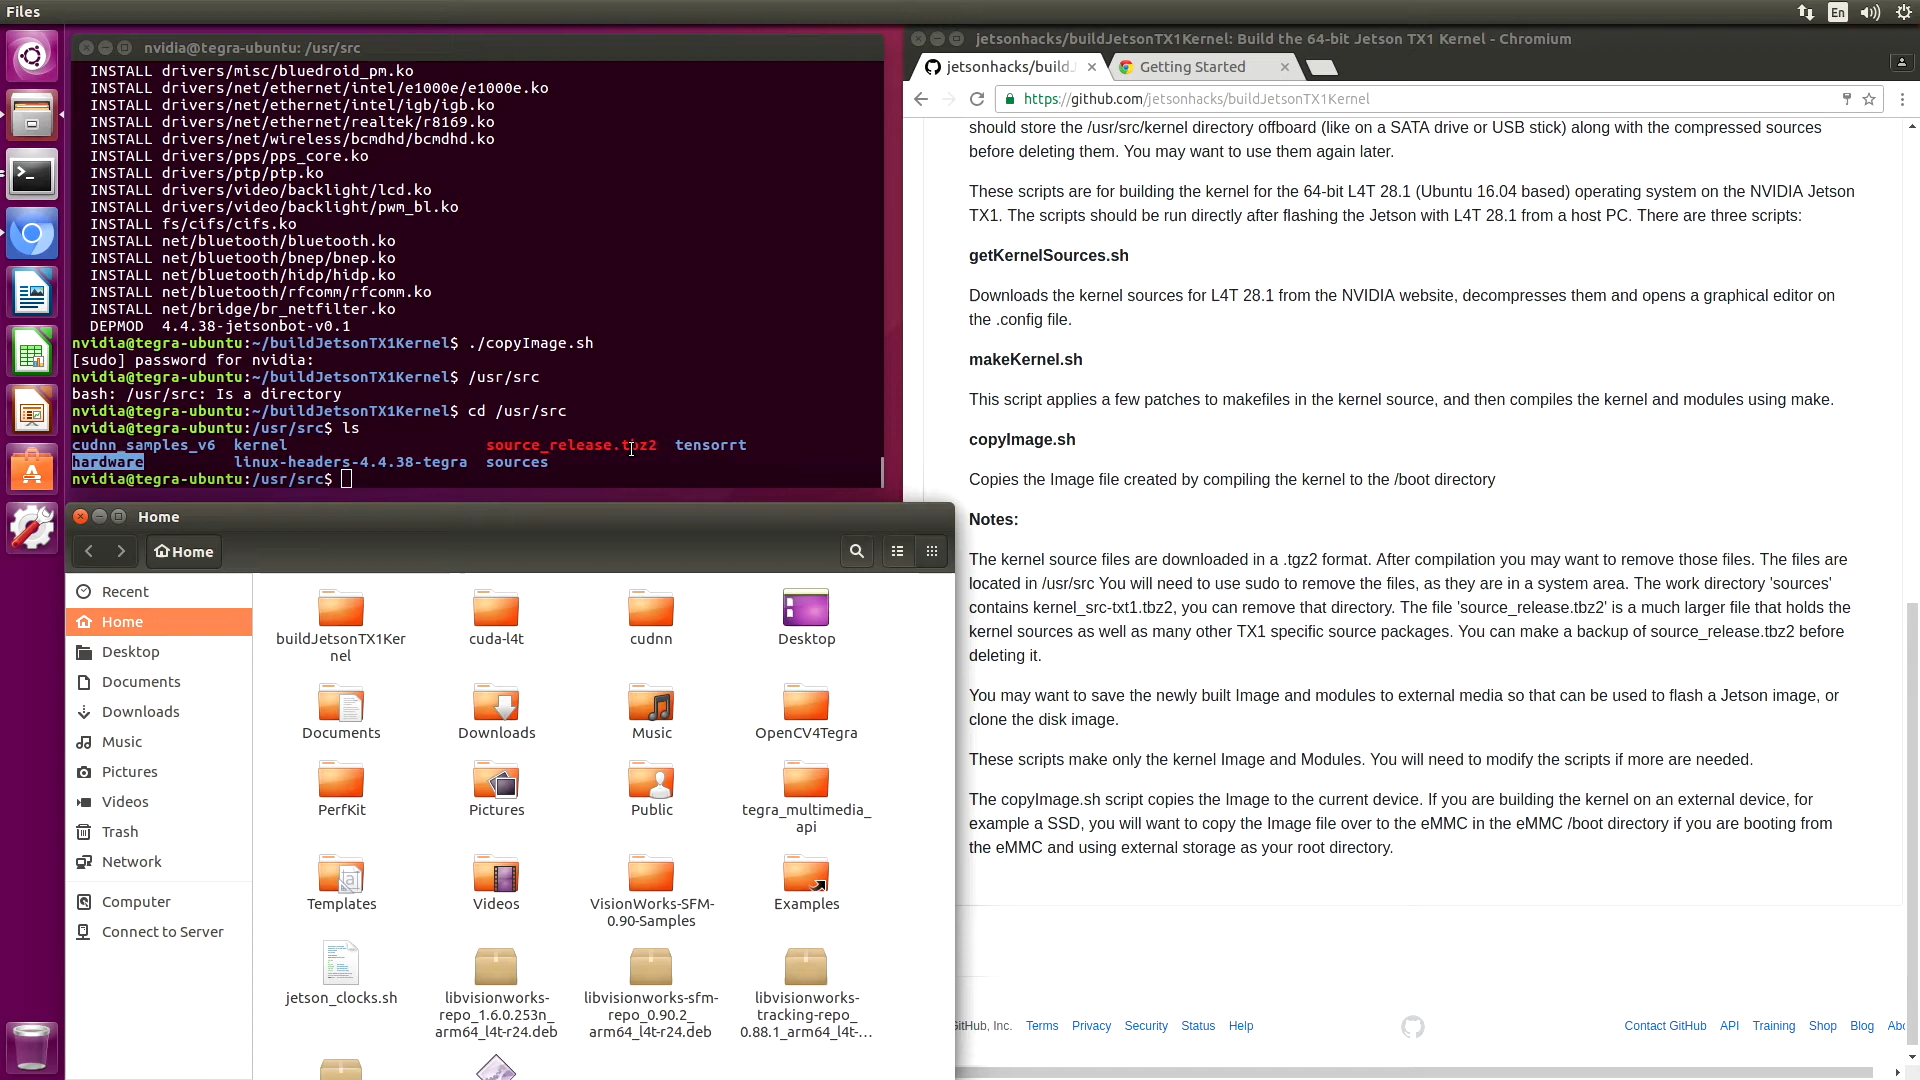 Files
En
nvidia@tegra-ubuntu: /usr/src
INSTALL drivers/misc/bluedroid_pm.ko
INSTALL drivers/net/ethernet/intel/e1000e/e1000e.ko
INSTALL drivers/net/ethernet/intel/igb/igb.ko
INSTALL drivers/net/ethernet/realtek/r8169.ko
INSTALL drivers/net/wireless/bcmdhd/bcmdhd.ko
INSTALL drivers/pps/pps_core.ko
INSTALL drivers/ptp/ptp.ko
INSTALL drivers/video/backlight/lcd.ko
INSTALL drivers/video/backlight/pwm_bl.ko
INSTALL fs/cifs/cifs.ko
INSTALL net/bluetooth/bluetooth.ko
INSTALL net/bluetooth/bnep/bnep.ko
INSTALL net/bluetooth/hidp/hidp.ko
INSTALL net/bluetooth/rfcomm/rfcomm.ko
INSTALL net/bridge/br_netfilter.ko
DEPMOD 4.4.38-jetsonbot-v0.1
nvidia@tegra-ubuntu:~/buildJetsonTX1Kernel$ ./copyImage.sh
[sudo] password for nvidia:
nvidia@tegra-ubuntu:~/buildJetsonTX1Kernel$ /usr/src
bash: /usr/src: Is a directory
nvidia@tegra-ubuntu:~/buildJetsonTX1Kernel$ cd /usr/src
nvidia@tegra-ubuntu:/usr/src$ ls
cudnn_samples_v6 kernel source_release.tbz2 tensorrt
hardware linux-headers-4.4.38-tegra sources
nvidia@tegra-ubuntu:/usr/src$
Home
Home
Recent
Home
Desktop
Documents
Downloads
Music
Pictures
Videos
Trash
Network
Computer
Connect to Server
buildJetsonTX1Ker
nel
cuda-l4t
cudnn
Desktop
Documents
Downloads
Music
OpenCV4Tegra
PerfKit
Pictures
Public
tegra_multimedia_
api
Templates
Videos
VisionWorks-SFM-
0.90-Samples
Examples
jetson_clocks.sh
libvisionworks-
repo_1.6.0.253n_
arm64_l4t-r24.deb
libvisionworks-sfm-
repo_0.90.2_
arm64_l4t-r24.deb
libvisionworks-
tracking-repo_
0.88.1_arm64_l4t-...
jetsonhacks/buildJetsonTX1Kernel: Build the 64-bit Jetson TX1 Kernel - Chromium
jetsonhacks/build
Getting Started
https://github.com/jetsonhacks/buildJetsonTX1Kernel
should store the /usr/src/kernel directory offboard (like on a SATA drive or USB stick) along with the compressed sources
before deleting them. You may want to use them again later.
These scripts are for building the kernel for the 64-bit L4T 28.1 (Ubuntu 16.04 based) operating system on the NVIDIA Jetson
TX1. The scripts should be run directly after flashing the Jetson with L4T 28.1 from a host PC. There are three scripts:
getKernelSources.sh
Downloads the kernel sources for L4T 28.1 from the NVIDIA website, decompresses them and opens a graphical editor on
the .config file.
makeKernel.sh
This script applies a few patches to makefiles in the kernel source, and then compiles the kernel and modules using make.
copyImage.sh
Copies the Image file created by compiling the kernel to the /boot directory
Notes:
The kernel source files are downloaded in a .tgz2 format. After compilation you may want to remove those files. The files are
located in /usr/src You will need to use sudo to remove the files, as they are in a system area. The work directory 'sources'
contains kernel_src-txt1.tbz2, you can remove that directory. The file 'source_release.tbz2' is a much larger file that holds the
kernel sources as well as many other TX1 specific source packages. You can make a backup of source_release.tbz2 before
deleting it.
You may want to save the newly built Image and modules to external media so that can be used to flash a Jetson image, or
clone the disk image.
These scripts make only the kernel Image and Modules. You will need to modify the scripts if more are needed.
The copyImage.sh script copies the Image to the current device. If you are building the kernel on an external device, for
example a SSD, you will want to copy the Image file over to the eMMC in the eMMC /boot directory if you are booting from
the eMMC and using external storage as your root directory.
GitHub, Inc. Terms Privacy Security Status Help Contact GitHub API Training Shop Blog Abo